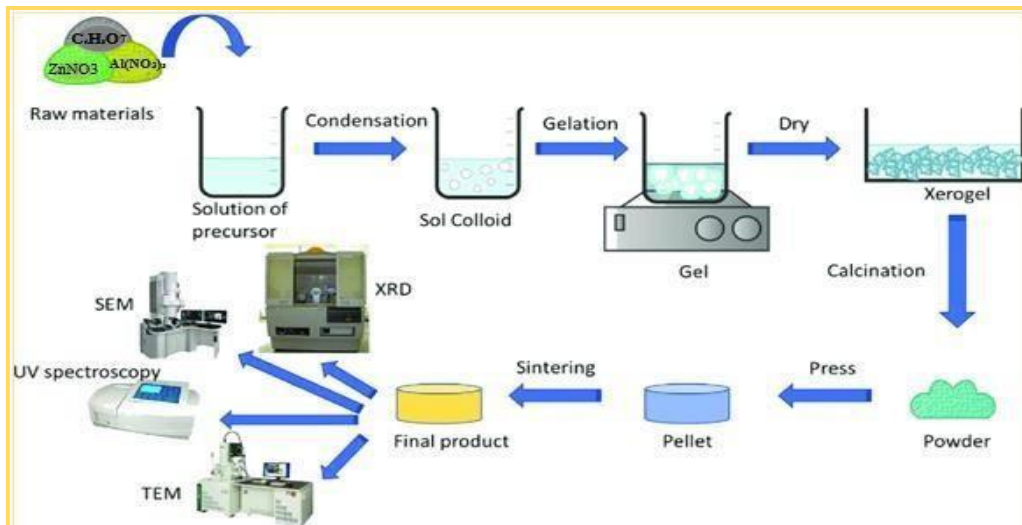 C6H8O7
ZnNO3
Al(NO3)3
Raw materials
Condensation
Gelation
Dry
Solution of
precursor
Sol Colloid
Gel
Xerogel
Calcination
XRD
SEM
UV spectroscopy
Sintering
Press
Final product
Pellet
Powder
TEM